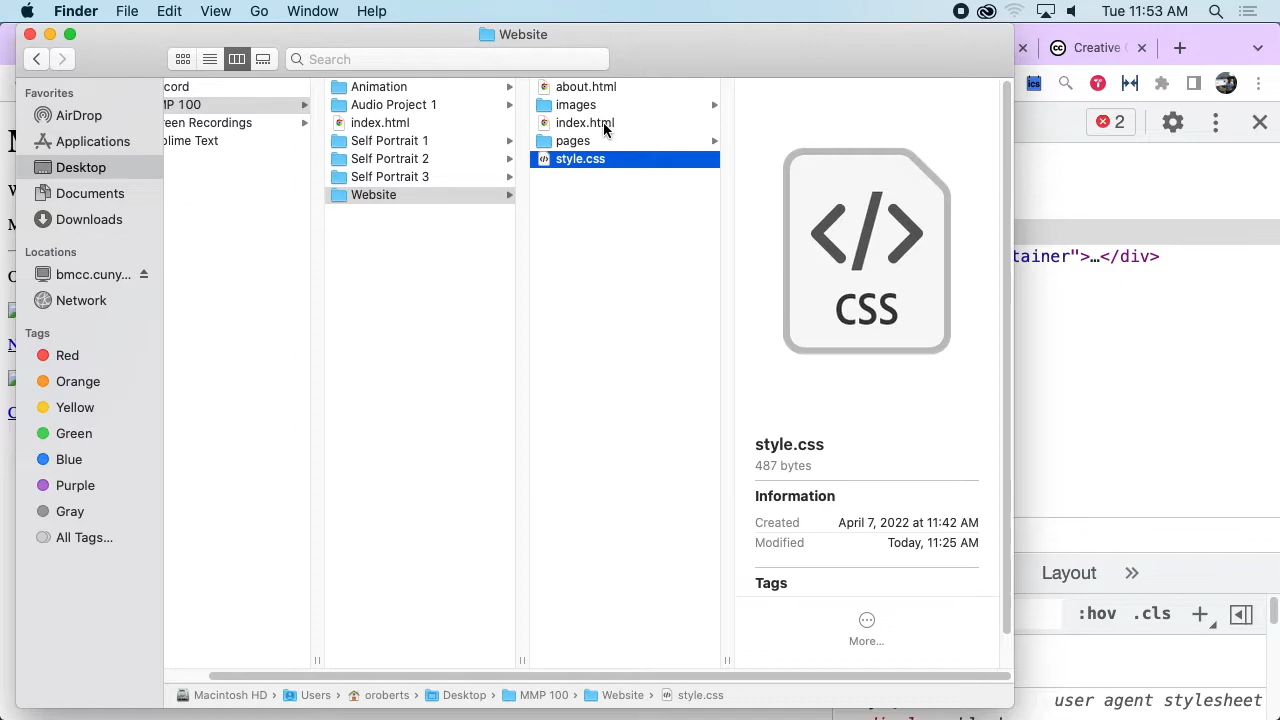 Finder File Edit View Go Window Help Tue 11:53 AM
Website
Creative
Search
Favorites
AirDrop
Applications
Desktop
Documents
Downloads
Locations
bmcc.cuny...
Network
Tags
Red
Orange
Yellow
Green
Blue
Purple
Gray
All Tags...
cord
MP 100
een Recordings
blime Text
Animation
Audio Project 1
index.html
Self Portrait 1
Self Portrait 2
Self Portrait 3
Website
about.html
images
index.html
pages
style.css
</>
CSS
style.css
487 bytes
Information
Created April 7, 2022 at 11:42 AM
Modified Today, 11:25 AM
Tags
More...
2
tainer">…</div>
Layout
:hov .cls
user agent stylesheet
Macintosh HD Users oroberts Desktop MMP 100 Website style.css